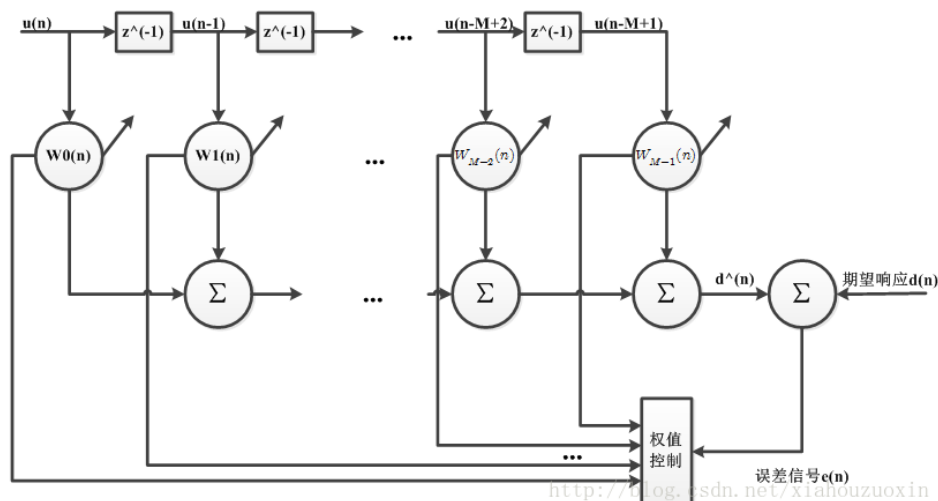 u(n)
z^(-1)
u(n-1)
z^(-1)
...
u(n-M+2)
z^(-1)
u(n-M+1)
W0(n)
W1(n)
...
W_{M-2}(n)
W_{M-1}(n)
Σ
...
Σ
Σ
d^(n)
Σ
期望响应d(n)
权值
控制
...
误差信号e(n)
http://blog.csdn.net/xiahouzuoxin